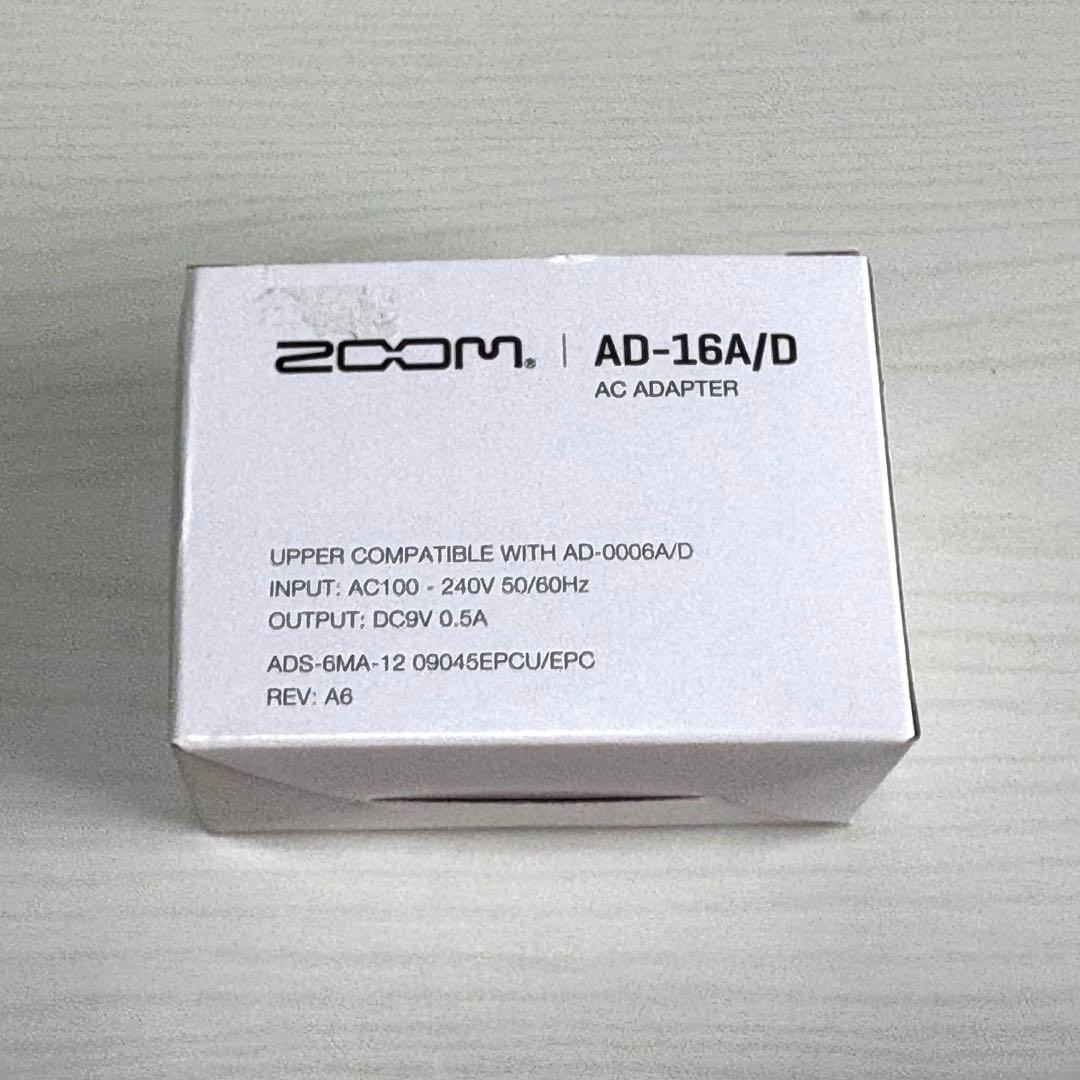 ZOOM® | AD-16A/D
AC ADAPTER
UPPER COMPATIBLE WITH AD-0006A/D
INPUT: AC100 - 240V 50/60Hz
OUTPUT: DC9V 0.5A
ADS-6MA-12 09045EPCU/EPC
REV: A6